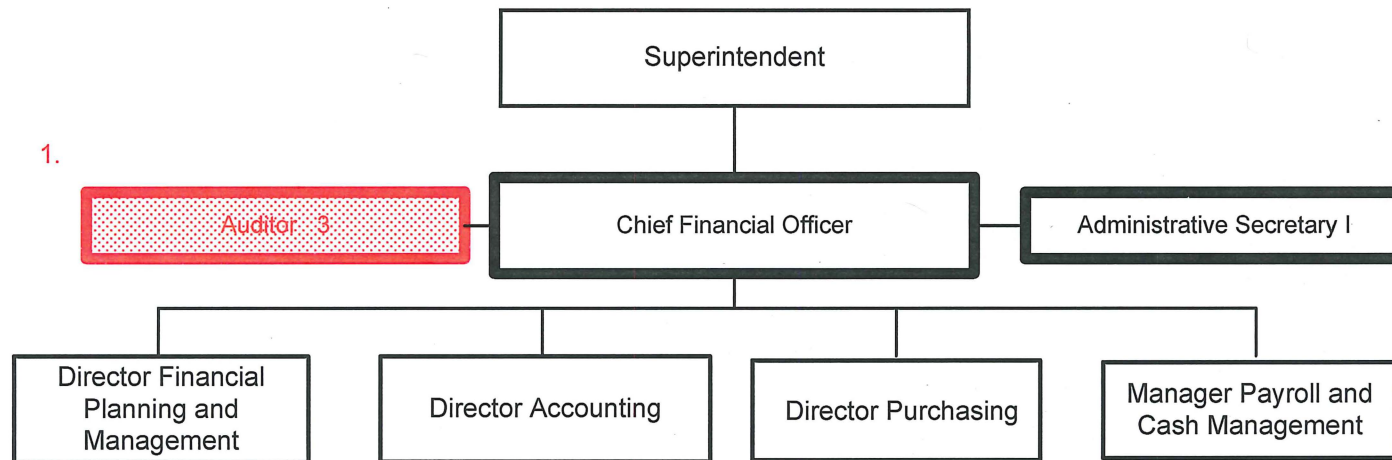 Superintendent
1.
Auditor 3
Chief Financial Officer
Administrative Secretary I
Director Financial
Planning and
Management
Director Accounting
Director Purchasing
Manager Payroll and
Cash Management